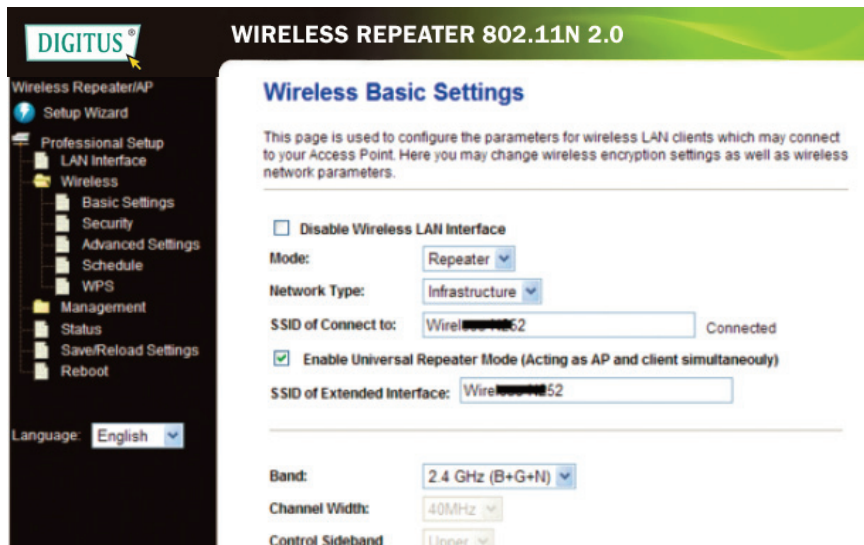 DIGITUS®
WIRELESS REPEATER 802.11N 2.0
Wireless Repeater/AP
Setup Wizard
Professional Setup
LAN Interface
Wireless
Basic Settings
Security
Advanced Settings
Schedule
WPS
Management
Status
Save/Reload Settings
Reboot
Language: English
Wireless Basic Settings
This page is used to configure the parameters for wireless LAN clients which may connect
to your Access Point. Here you may change wireless encryption settings as well as wireless
network parameters.
Disable Wireless LAN Interface
Mode: Repeater
Network Type: Infrastructure
SSID of Connect to: Connected
Enable Universal Repeater Mode (Acting as AP and client simultaneouly)
SSID of Extended Interface:
Band: 2.4 GHz (B+G+N)
Channel Width: 40MHz
Control Sideband Upper